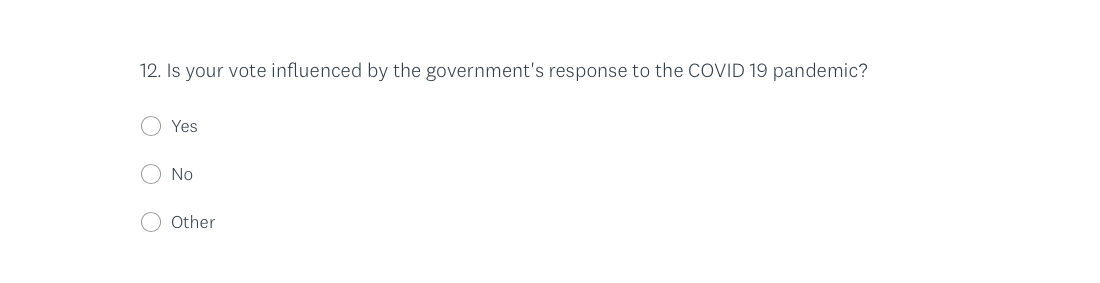 12. Is your vote influenced by the government's response to the COVID 19 pandemic?
Yes
No
Other